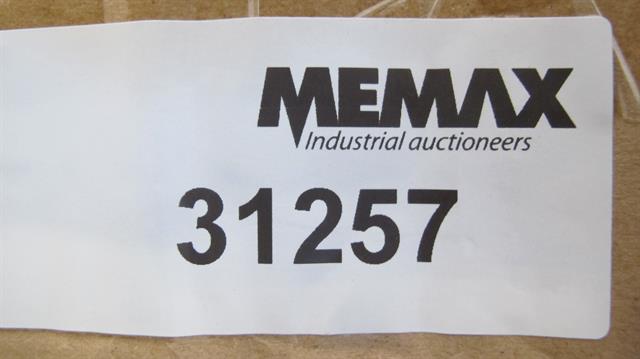 MEMAX
Industrial auctioneers
31257